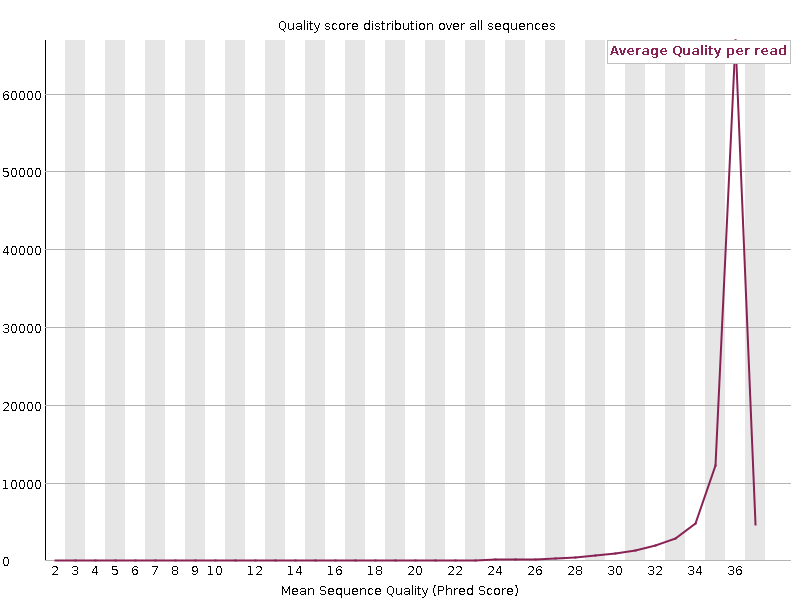 Quality score distribution over all sequences
Average Quality per read
60000
50000
40000
30000
20000
10000
0
2 3 4 5 6 7 8 9 10 12 14 16 18 20 22 24 26 28 30 32 34 36
Mean Sequence Quality (Phred Score)